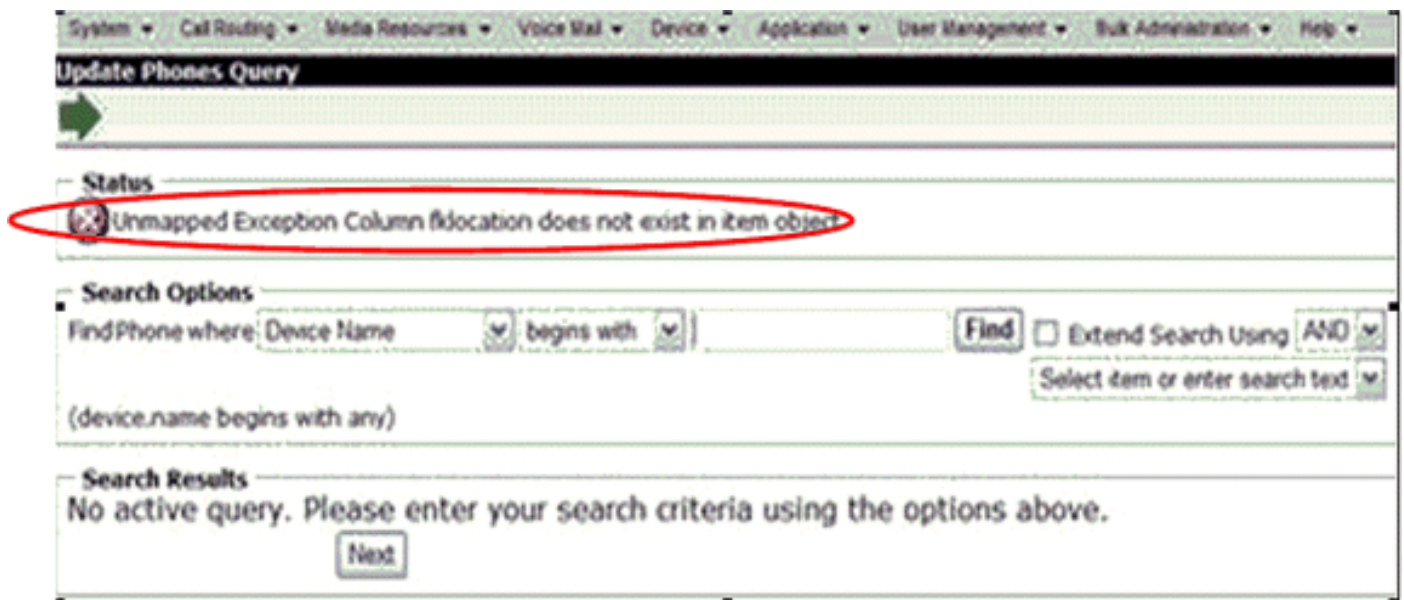 System Call Routing Media Resources Voice Mail Device Application User Management Bulk Administration Help
Update Phones Query
Status
Unmapped Exception Column fklocation does not exist in item object
Search Options
Find Phone where Device Name begins with Find Extend Search Using AND
Select item or enter search text
(device.name begins with any)
Search Results
No active query. Please enter your search criteria using the options above.
Next